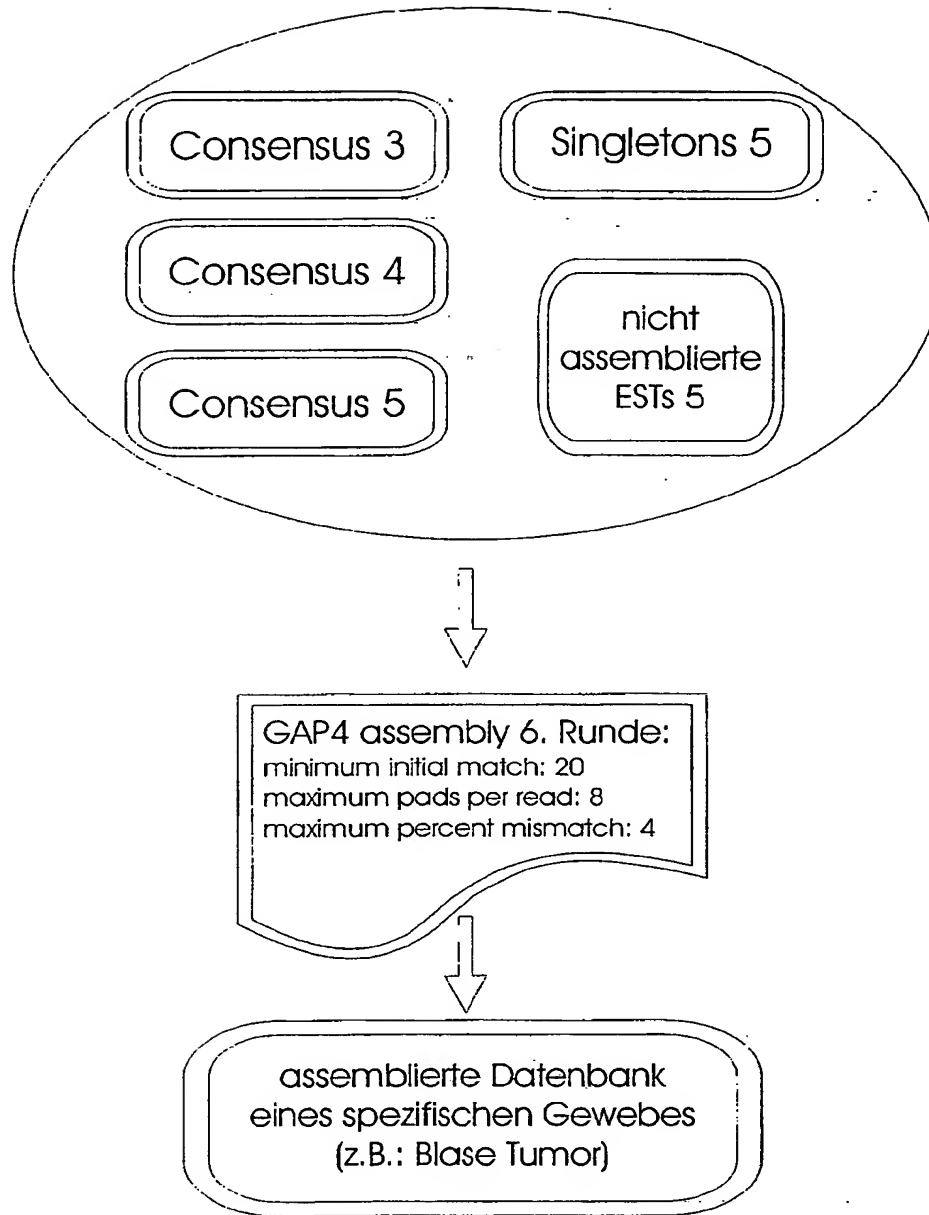 Consensus 3
Singletons 5
Consensus 4
nicht
assemblierte
ESTs 5
Consensus 5
GAP4 assembly 6. Runde:
minimum initial match: 20
maximum pads per read: 8
maximum percent mismatch: 4
assemblierte Datenbank
eines spezifischen Gewebes
(z.B.: Blase Tumor)